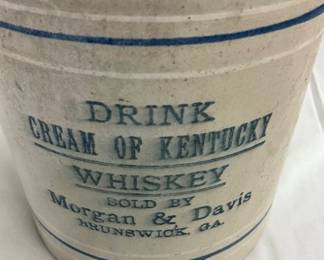 DRINK
CREAM OF KENTUCKY
WHISKEY
SOLD BY
Morgan & Davis
BRUNSWICK, GA.